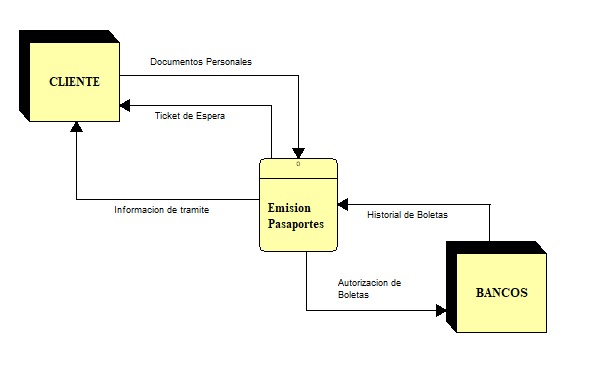 Documentos Personales
CLIENTE
Ticket de Espera
0
Informacion de tramite
Emision
Pasaportes
Historial de Boletas
Autorizacion de
Boletas
BANCOS